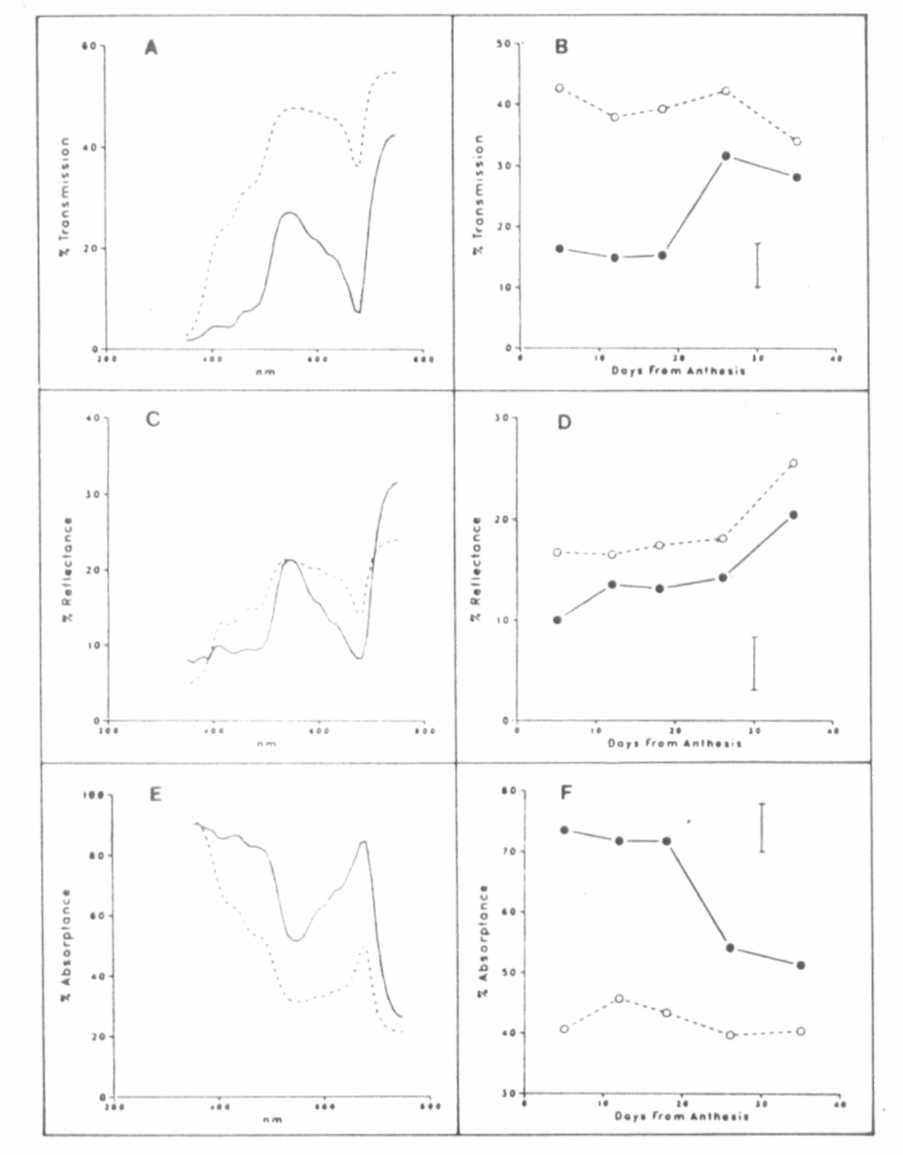 A
60
40
20
0
% Transmission
200 400 600 800
nm
B
50
40
30
20
10
0
% Transmission
0 10 20 30 40
Days From Anthesis
C
40
30
20
10
0
% Reflectance
200 400 600 800
nm
D
30
20
10
0
% Reflectance
0 10 20 30 40
Days From Anthesis
E
100
80
60
40
20
0
% Absorptance
200 400 600 800
nm
F
80
70
60
50
40
30
% Absorptance
0 10 20 30 40
Days From Anthesis